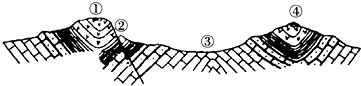 ① ② ③ ④